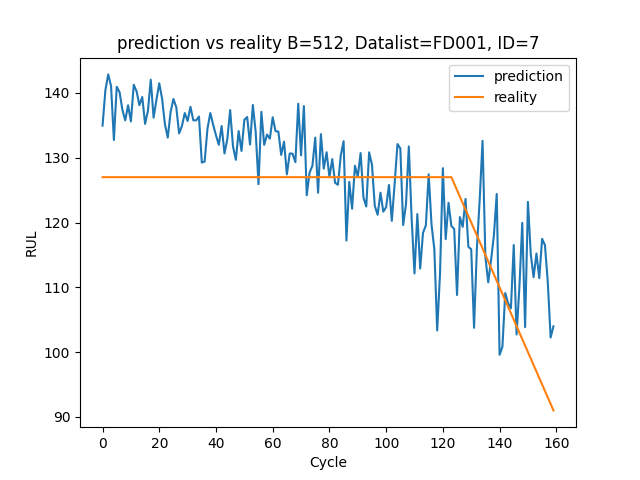 prediction vs reality B=512, Datalist=FD001, ID=7
prediction
reality
RUL
140
130
120
110
100
90
0 20 40 60 80 100 120 140 160
Cycle